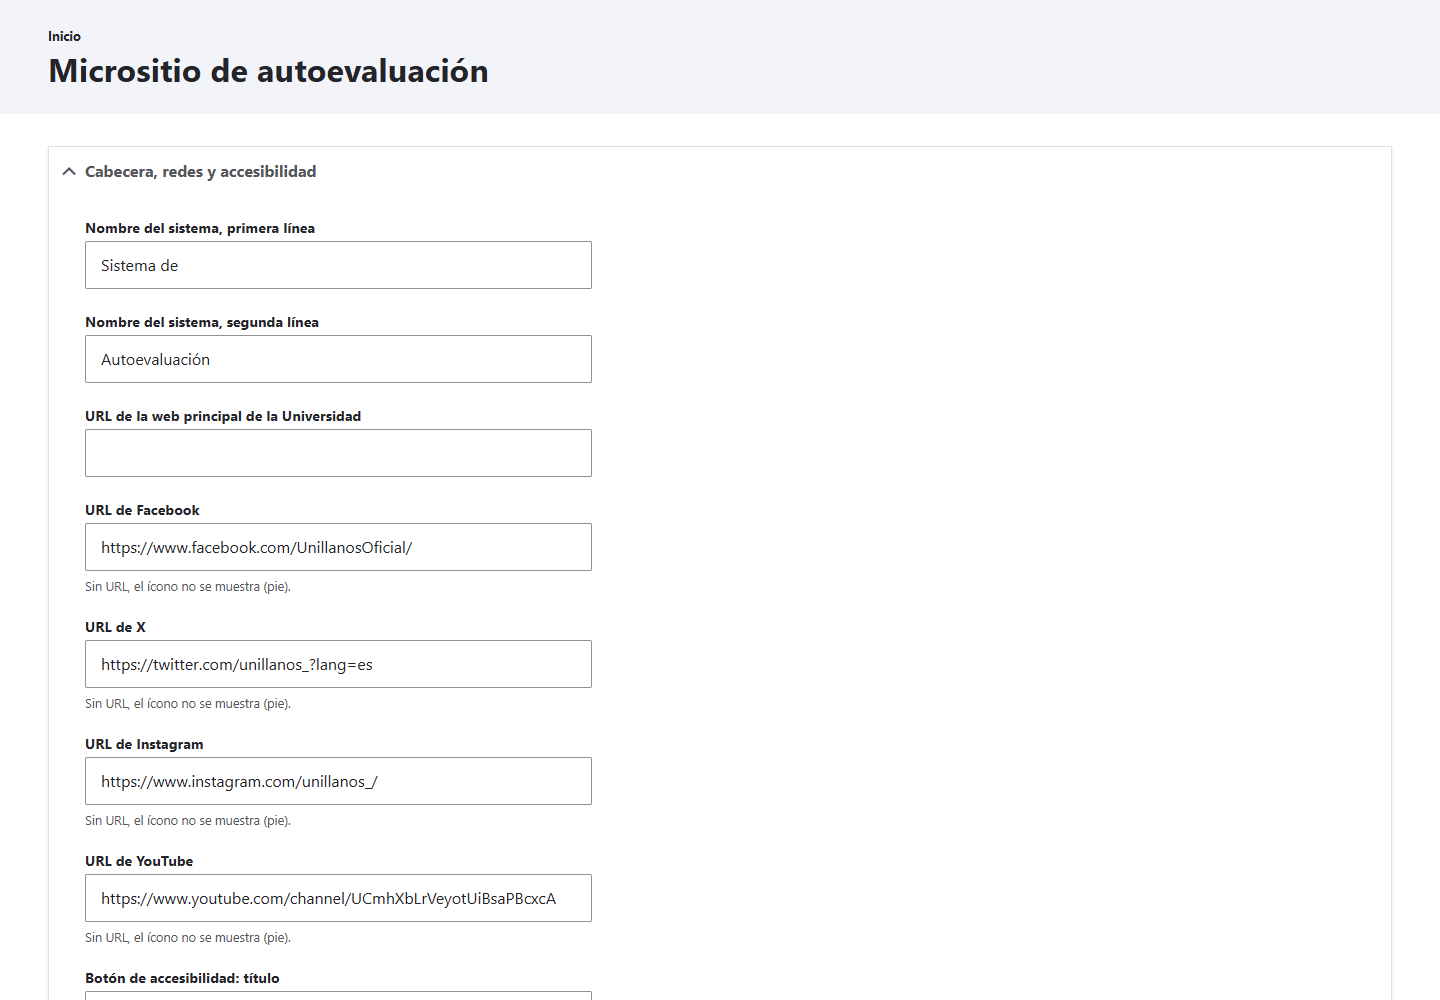 Inicio
Micrositio de autoevaluación
Cabecera, redes y accesibilidad
Nombre del sistema, primera línea
Sistema de
Nombre del sistema, segunda línea
Autoevaluación
URL de la web principal de la Universidad
URL de Facebook
https://www.facebook.com/UnillanosOficial/
Sin URL, el ícono no se muestra (pie).
URL de X
https://twitter.com/unillanos_?lang=es
Sin URL, el ícono no se muestra (pie).
URL de Instagram
https://www.instagram.com/unillanos_/
Sin URL, el ícono no se muestra (pie).
URL de YouTube
https://www.youtube.com/channel/UCmhXbLrVeyotUiBsaPBcxcA
Sin URL, el ícono no se muestra (pie).
Botón de accesibilidad: título